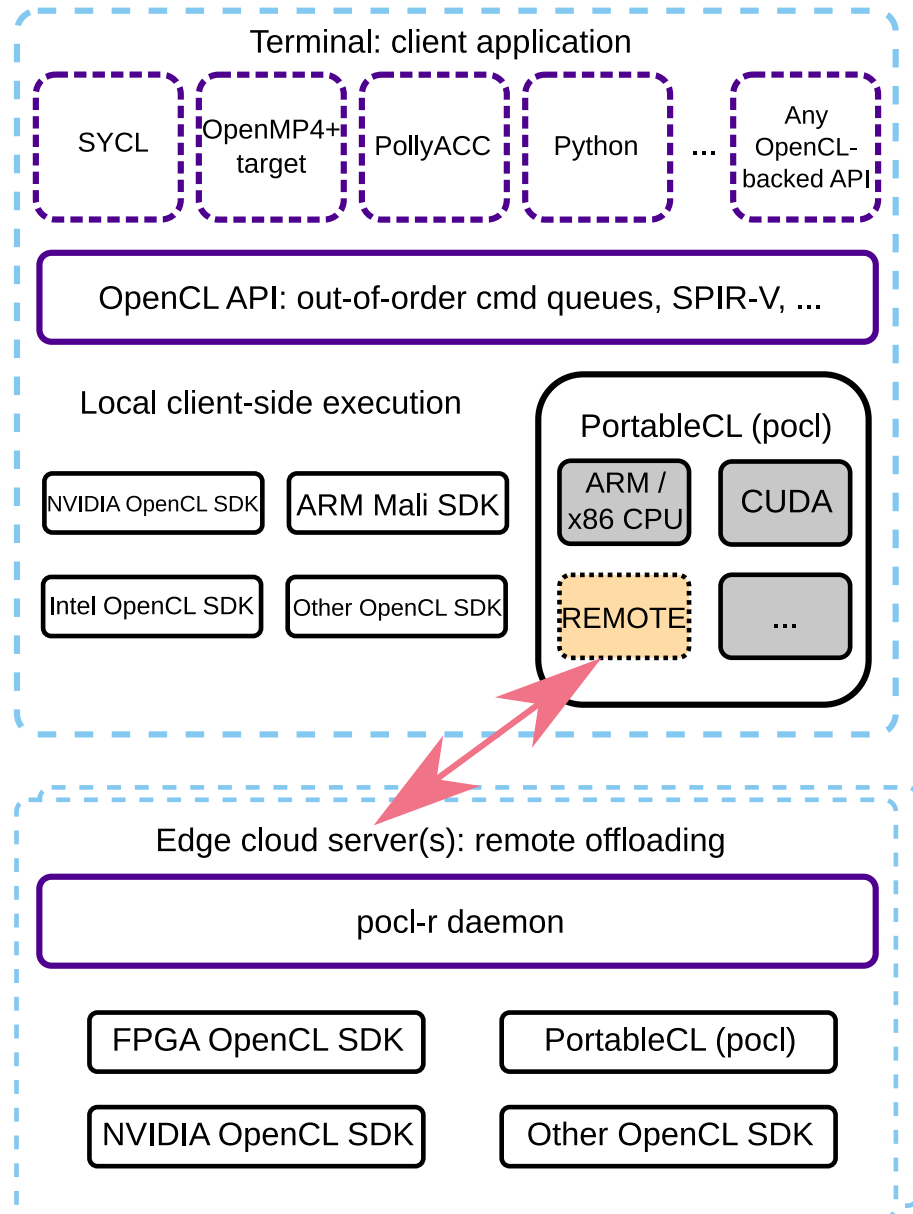 Terminal: client application
SYCL
OpenMP4+
target
PollyACC
Python
...
Any
OpenCL-
backed API
OpenCL API: out-of-order cmd queues, SPIR-V, ...
Local client-side execution
NVIDIA OpenCL SDK
ARM Mali SDK
Intel OpenCL SDK
Other OpenCL SDK
PortableCL (pocl)
ARM /
x86 CPU
CUDA
REMOTE
...
Edge cloud server(s): remote offloading
pocl-r daemon
FPGA OpenCL SDK
PortableCL (pocl)
NVIDIA OpenCL SDK
Other OpenCL SDK